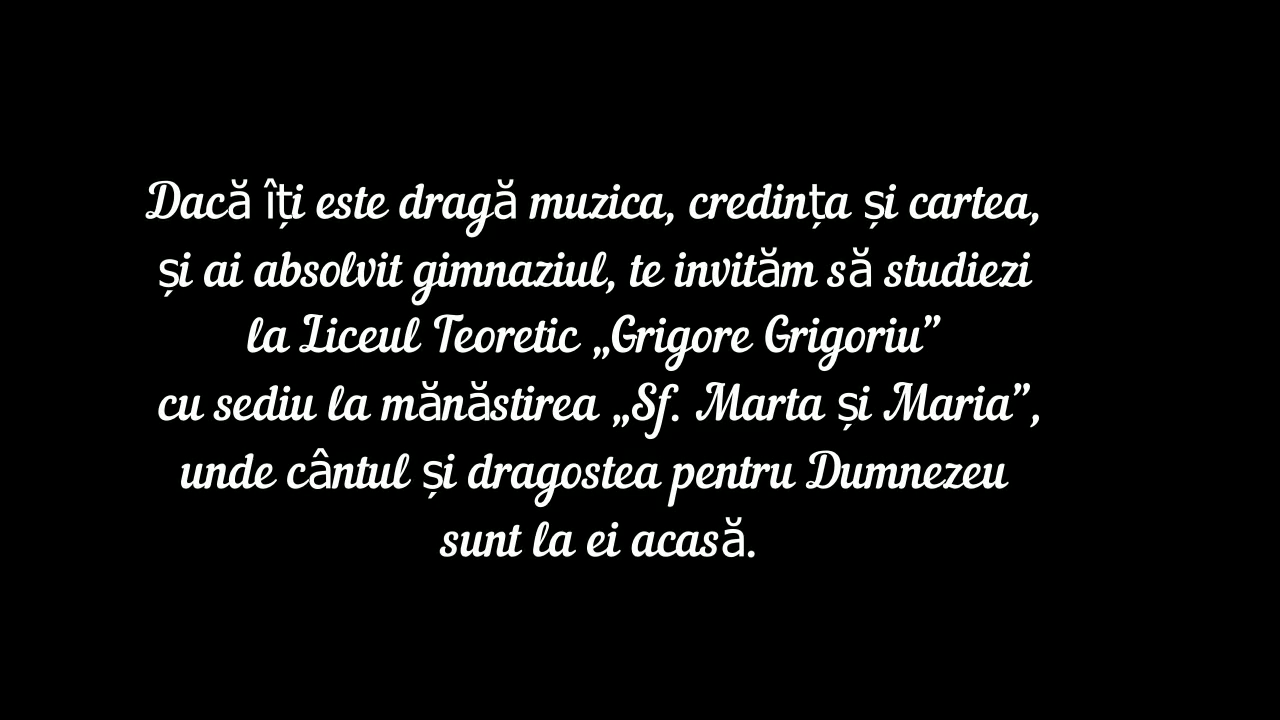 Dacă îți este dragă muzica, credința și cartea,
și ai absolvit gimnaziul, te invităm să studiezi
la Liceul Teoretic „Grigore Grigoriu”
cu sediu la mănăstirea „Sf. Marta și Maria”,
unde cântul și dragostea pentru Dumnezeu
sunt la ei acasă.